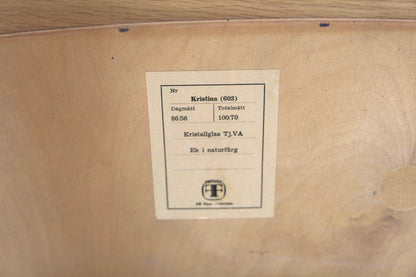 Nr
Kristina (603)
Dagmått Totalmått
86/56 100/70
Kristallglas Tj.VA
Ek i naturfärg